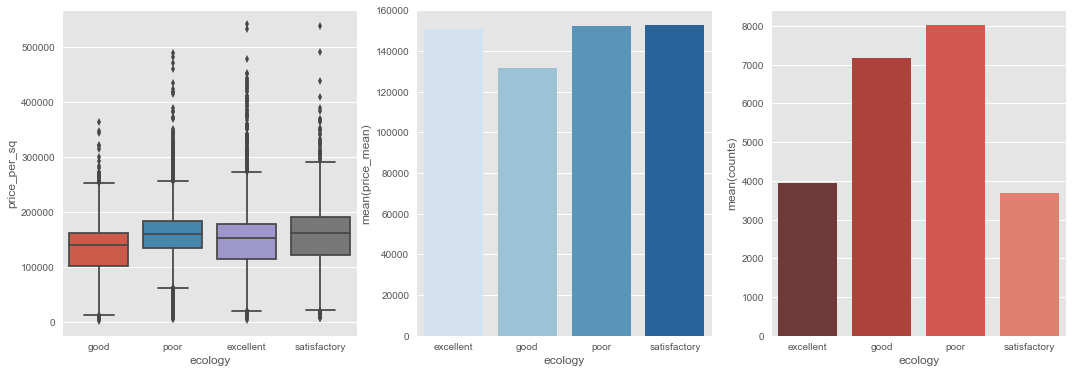 price_per_sq
500000
400000
300000
200000
100000
0
good poor excellent satisfactory
ecology
mean(price_mean)
160000
140000
120000
100000
80000
60000
40000
20000
0
excellent good poor satisfactory
ecology
mean(counts)
8000
7000
6000
5000
4000
3000
2000
1000
0
excellent good poor satisfactory
ecology